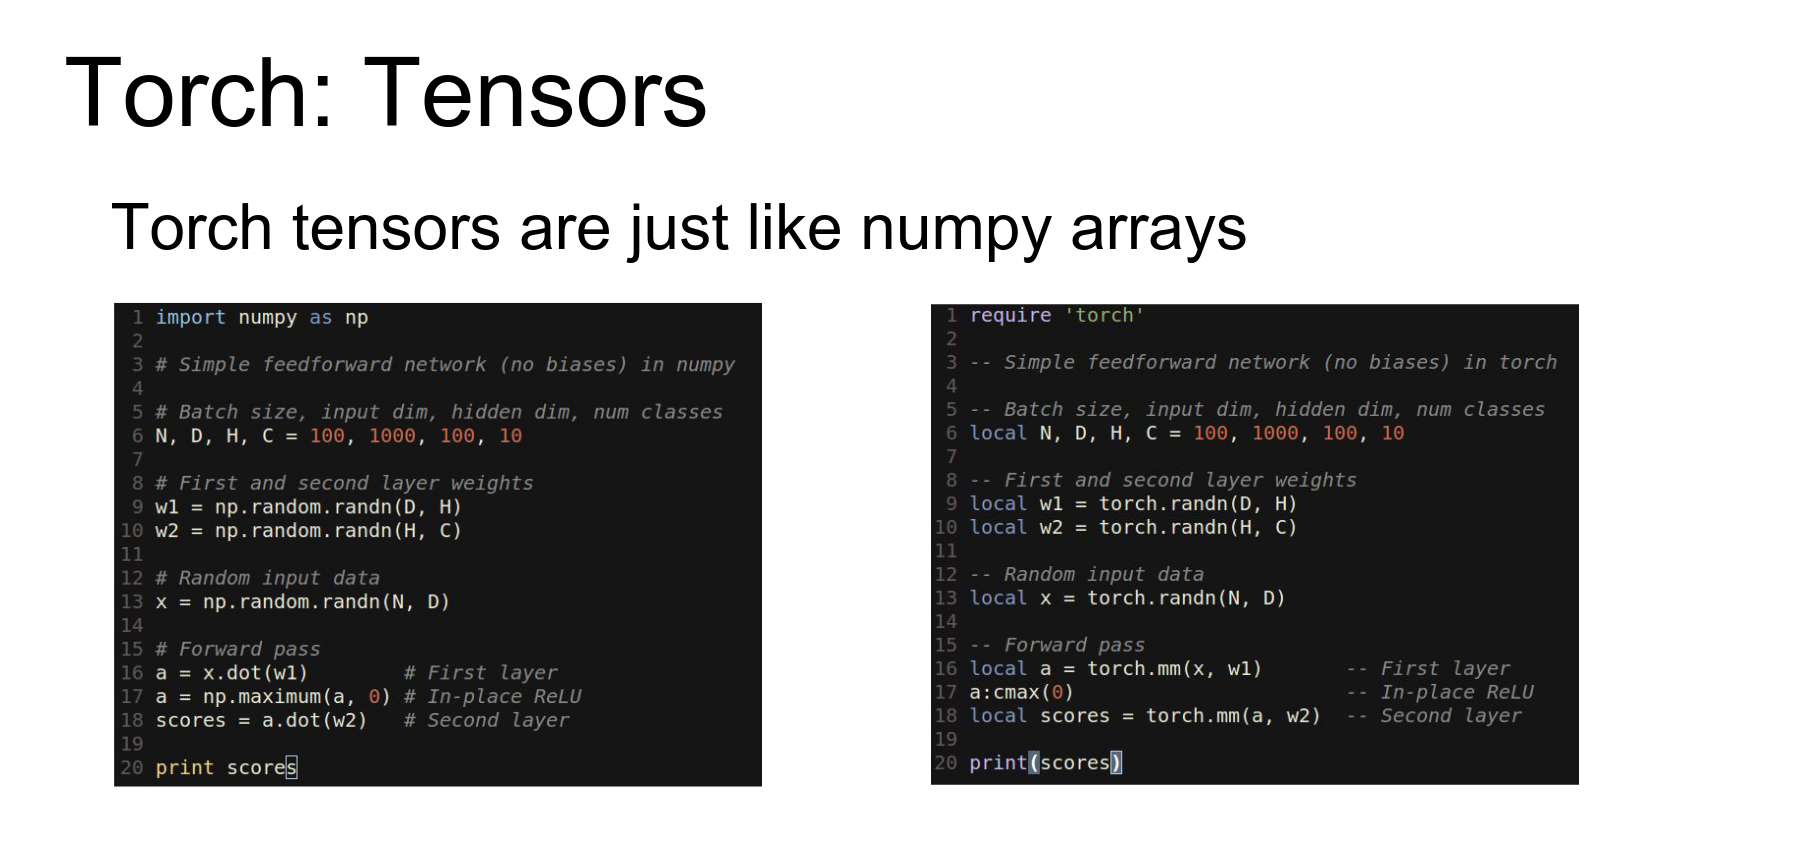 Torch: Tensors
Torch tensors are just like numpy arrays
1 import numpy as np
2
3 # Simple feedforward network (no biases) in numpy
4
5 # Batch size, input dim, hidden dim, num classes
6 N, D, H, C = 100, 1000, 100, 10
7
8 # First and second layer weights
9 w1 = np.random.randn(D, H)
10 w2 = np.random.randn(H, C)
11
12 # Random input data
13 x = np.random.randn(N, D)
14
15 # Forward pass
16 a = x.dot(w1)        # First layer
17 a = np.maximum(a, 0) # In-place ReLU
18 scores = a.dot(w2)   # Second layer
19
20 print scores
1 require 'torch'
2
3 -- Simple feedforward network (no biases) in torch
4
5 -- Batch size, input dim, hidden dim, num classes
6 local N, D, H, C = 100, 1000, 100, 10
7
8 -- First and second layer weights
9 local w1 = torch.randn(D, H)
10 local w2 = torch.randn(H, C)
11
12 -- Random input data
13 local x = torch.randn(N, D)
14
15 -- Forward pass
16 local a = torch.mm(x, w1)       -- First layer
17 a:cmax(0)                       -- In-place ReLU
18 local scores = torch.mm(a, w2)  -- Second layer
19
20 print(scores)